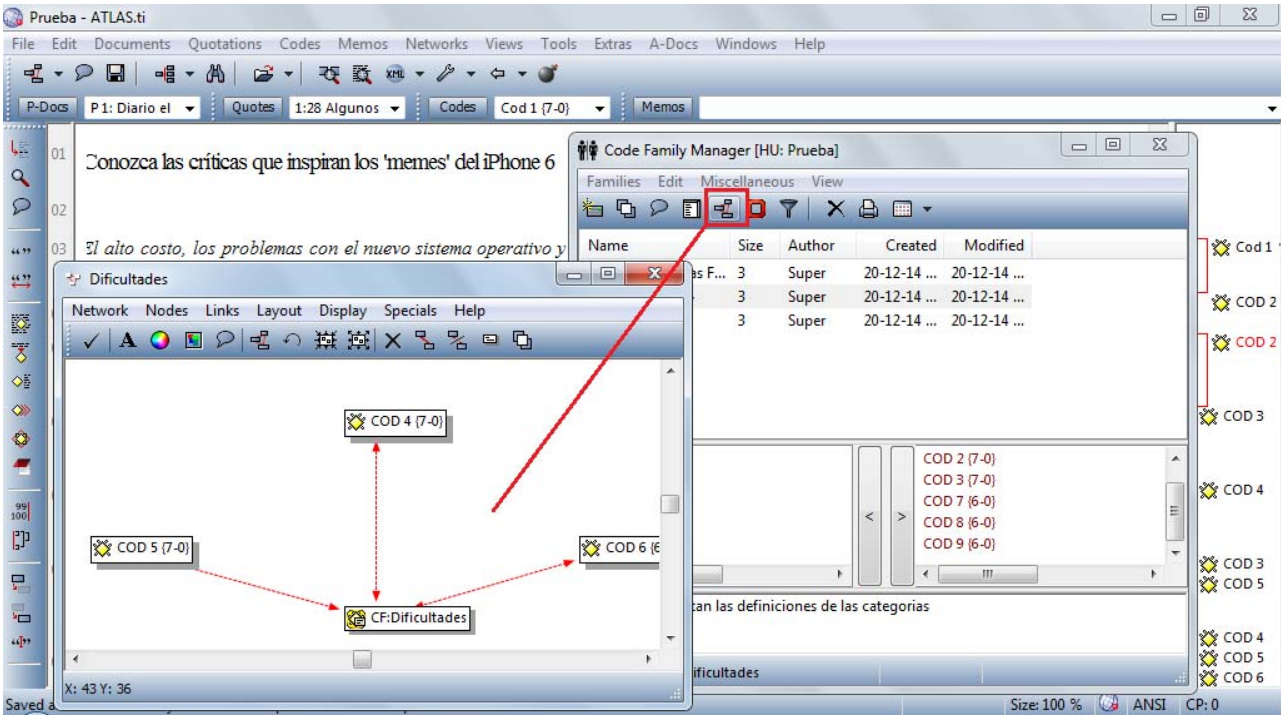 Prueba - ATLAS.ti
File Edit Documents Quotations Codes Memos Networks Views Tools Extras A-Docs Windows Help
P-Docs P 1: Diario el Quotes 1:28 Algunos Codes Cod 1 {7-0} Memos
01 Conozca las críticas que inspiran los 'memes' del iPhone 6
02
03 El alto costo, los problemas con el nuevo sistema operativo y
Code Family Manager [HU: Prueba]
Families Edit Miscellaneous View
Name Size Author Created Modified
as F... 3 Super 20-12-14 ... 20-12-14 ...
3 Super 20-12-14 ... 20-12-14 ...
3 Super 20-12-14 ... 20-12-14 ...
COD 2 {7-0}
COD 3 {7-0}
COD 7 {6-0}
COD 8 {6-0}
COD 9 {6-0}
< >
tan las definiciones de las categorias
ificultades
Dificultades
Network Nodes Links Layout Display Specials Help
COD 4 {7-0}
COD 5 {7-0}
COD 6 {6
CF:Dificultades
X: 43 Y: 36
Cod 1
COD 2
COD 2
COD 3
COD 4
COD 3
COD 5
COD 4
COD 5
COD 6
Saved a
Size: 100 % ANSI CP: 0